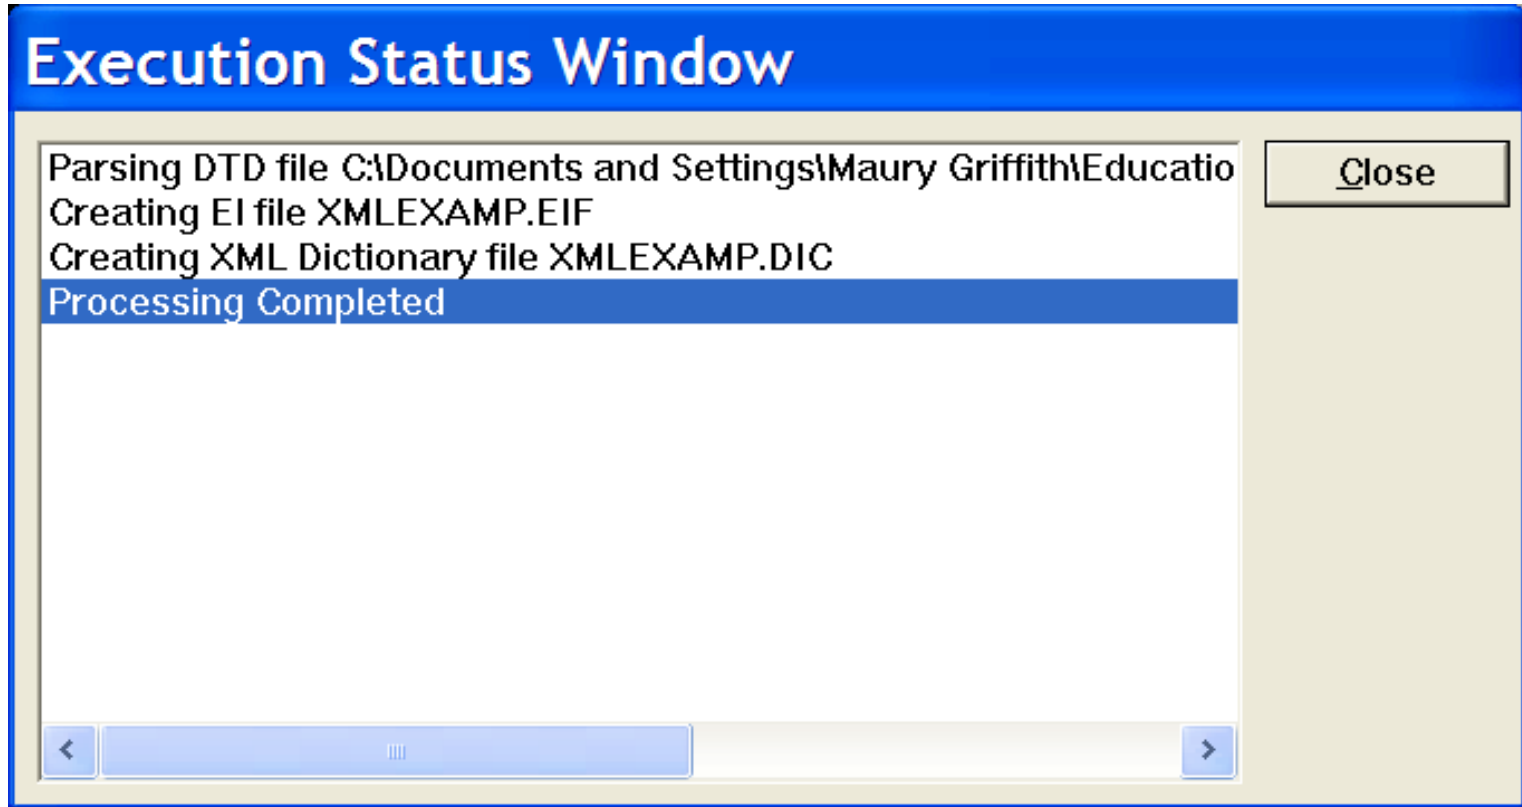 Execution Status Window
Parsing DTD file C:\Documents and Settings\Maury Griffith\Educatio
Close
Creating EI file XMLEXAMP.EIF
Creating XML Dictionary file XMLEXAMP.DIC
Processing Completed